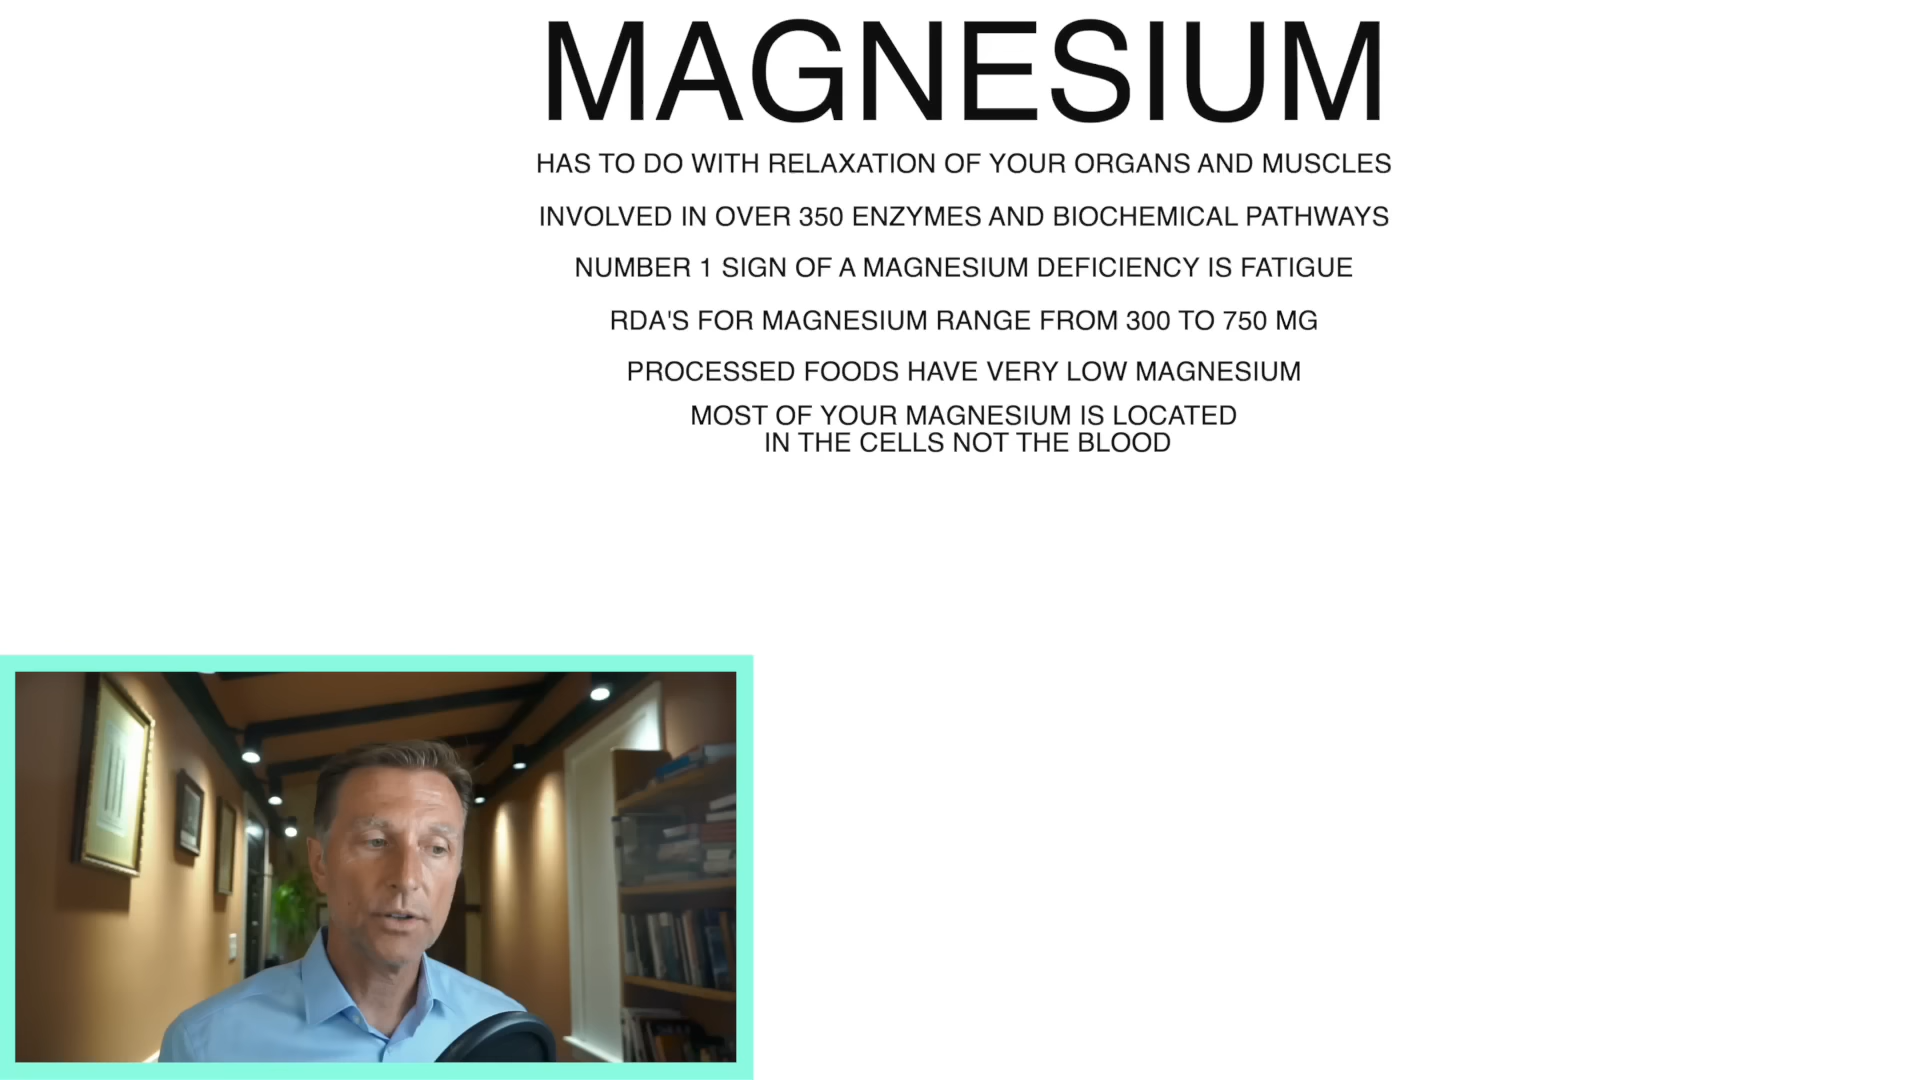 MAGNESIUM
HAS TO DO WITH RELAXATION OF YOUR ORGANS AND MUSCLES
INVOLVED IN OVER 350 ENZYMES AND BIOCHEMICAL PATHWAYS
NUMBER 1 SIGN OF A MAGNESIUM DEFICIENCY IS FATIGUE
RDA'S FOR MAGNESIUM RANGE FROM 300 TO 750 MG
PROCESSED FOODS HAVE VERY LOW MAGNESIUM
MOST OF YOUR MAGNESIUM IS LOCATED
IN THE CELLS NOT THE BLOOD